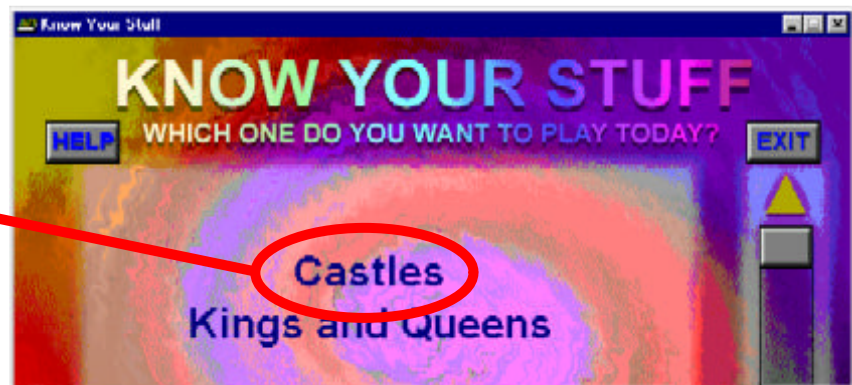 Know Your Stuff
KNOW YOUR STUFF
HELP
WHICH ONE DO YOU WANT TO PLAY TODAY?
EXIT
Castles
Kings and Queens